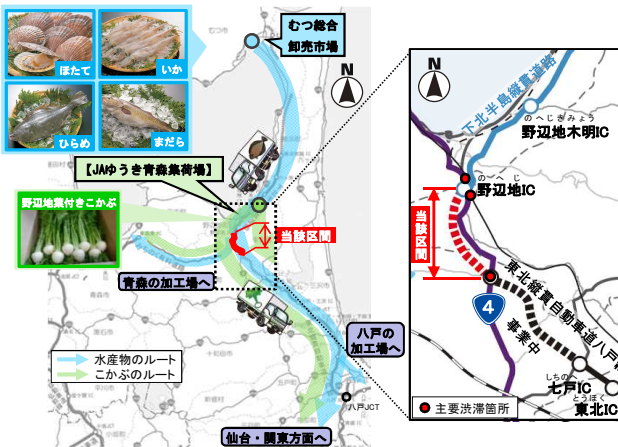 むつ総合
卸売市場
ほたて
いか
ひらめ
まだら
N
【JAゆうき青森集荷場】
野辺地葉付きこかぶ
当該区間
青森の加工場へ
八戸の
加工場へ
水産物のルート
こかぶのルート
八戸JCT
仙台・関東方面へ
青森市
十和田市
N
下北半島縦貫道路
のへじきみょう
野辺地木明IC
のへじ
野辺地IC
当該区間
東北縦貫自動車道八戸線
4
事業中
しちのへ
七戸IC
とうほく
東北IC
主要渋滞箇所